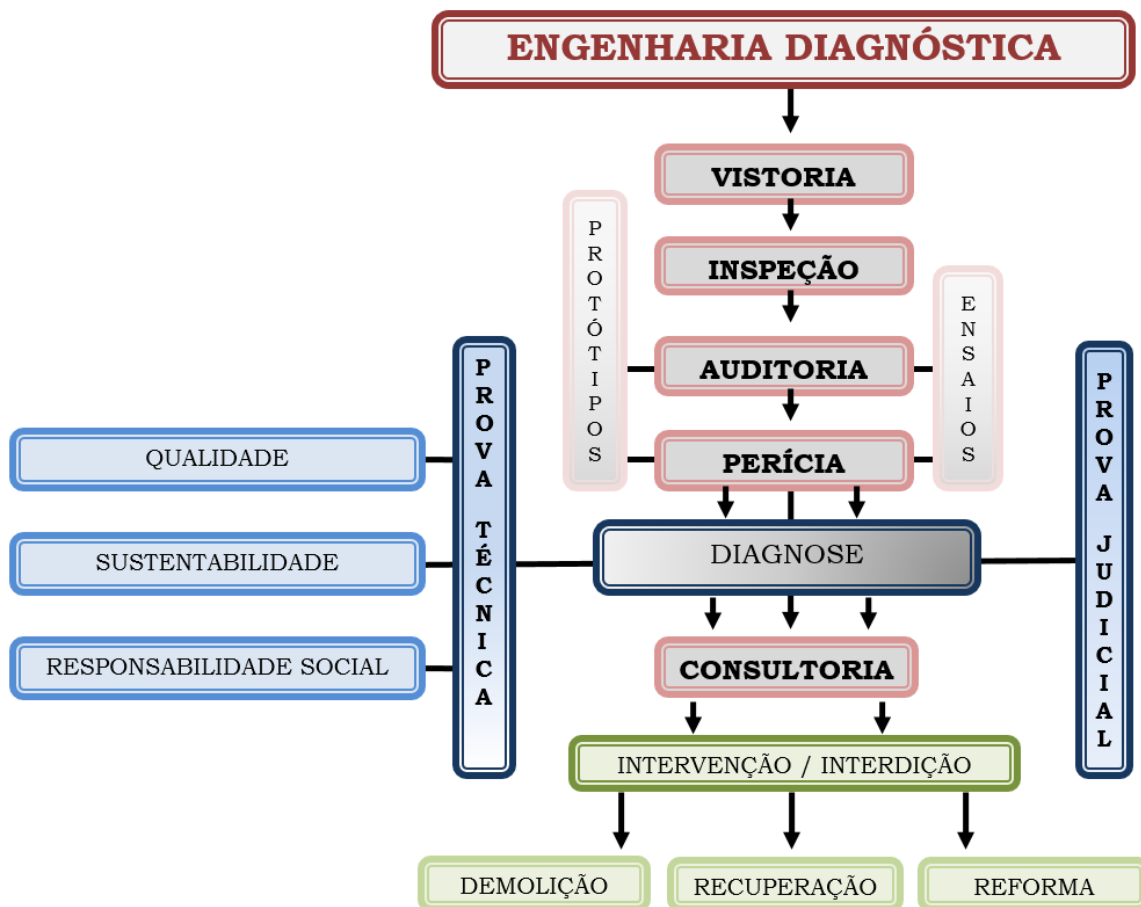 ENGENHARIA DIAGNÓSTICA
VISTORIA
PROTÓTIPOS
INSPEÇÃO
ENSAIOS
AUDITORIA
PROVA TÉCNICA
PROVA JUDICIAL
PERÍCIA
QUALIDADE
DIAGNOSE
SUSTENTABILIDADE
RESPONSABILIDADE SOCIAL
CONSULTORIA
INTERVENÇÃO / INTERDIÇÃO
DEMOLIÇÃO
RECUPERAÇÃO
REFORMA